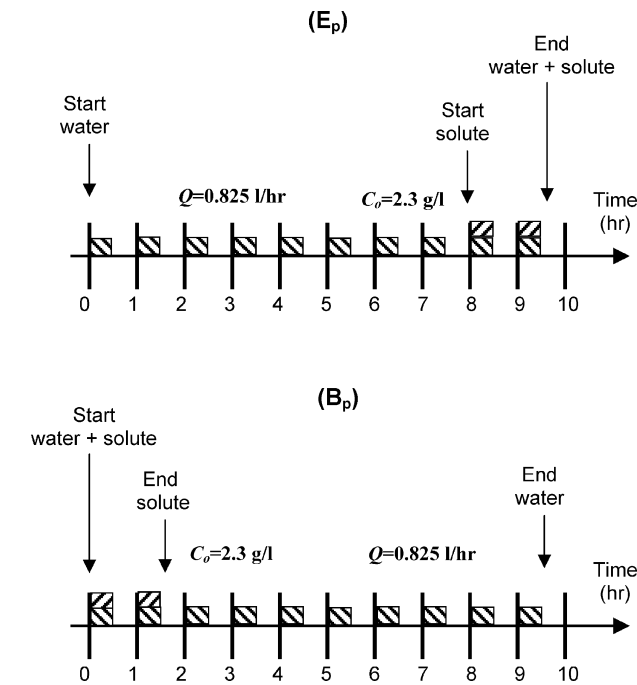 (Ep)
End
water + solute
Start
water
Start
solute
Q=0.825 l/hr
Co=2.3 g/l
Time
(hr)
0 1 2 3 4 5 6 7 8 9 10
(Bp)
Start
water + solute
End
solute
End
water
Co=2.3 g/l
Q=0.825 l/hr
Time
(hr)
0 1 2 3 4 5 6 7 8 9 10